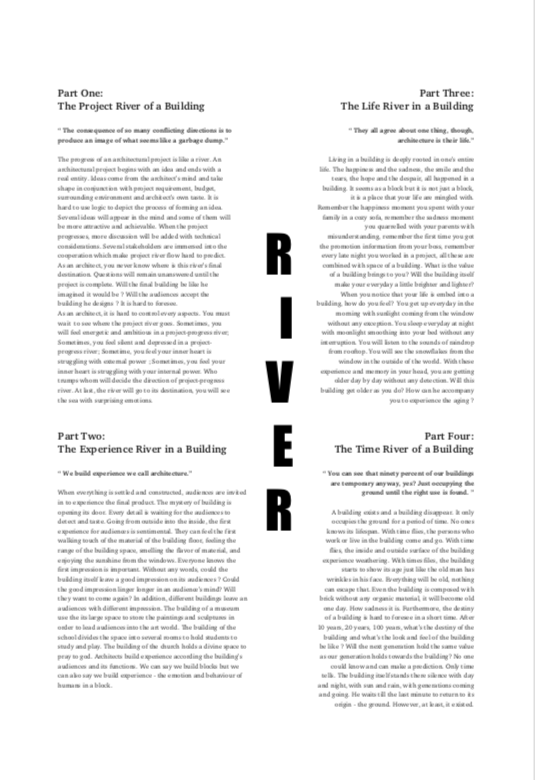 Part One:
The Project River of a Building
“ The consequence of so many conflicting directions is to
produce an image of what seems like a garbage dump.”
The progress of an architectural project is like a river. An
architectural project begins with an idea and ends with a
real entity. Ideas come from the architect's mind and take
shape in conjunction with project requirement, budget,
surrounding environment and architect's own taste. It is
hard to use logic to depict the process of forming an idea.
Several ideas will appear in the mind and some of them will
be more attractive and achievable. When the project
progresses, more discussion will be added with technical
considerations. Several stakeholders are immersed into the
cooperation which make project river flow hard to predict.
As an architect, you never know where is this river's final
destination. Questions will remain unanswered until the
project is complete. Will the final building be like he
imagined it would be ? Will the audiences accept the
building he designs ? It is hard to foresee.
As an architect, it is hard to control every aspects. You must
wait to see where the project river goes. Sometimes, you
will feel energetic and ambitious in a project-progress river;
Sometimes, you feel silent and depressed in a project-
progress river; Sometime, you feel your inner heart is
struggling with external power ; Sometimes, you feel your
inner heart is struggling with your internal power. Who
trumps whom will decide the direction of project-progress
river. At last, the river will go to its destination, you will see
the sea with surprising emotions.
Part Two:
The Experience River in a Building
“ We build experience we call architecture.”
When everything is settled and constructed, audiences are invited
in to experience the final product. The mystery of building is
opening its door. Every detail is waiting for the audiences to
detect and taste. Going from outside into the inside, the first
experience for audiences is sentimental. They can feel the first
walking touch of the material of the building floor, feeling the
range of the building space, smelling the flavor of material, and
enjoying the sunshine from the windows. Everyone knows the
first impression is important. Without any words, could the
building itself leave a good impression on its audiences ? Could
the good impression linger longer in an audience's mind? Will
they want to come again? In addition, different buildings leave an
audiences with different impression. The building of a museum
use the large space to store the paintings and sculptures in
order to lead audiences into the art world. The building of the
school divides the space into several rooms to hold students to
study and play. The building of the church holds a divine space to
pray to god. Architects build experience according the building's
audiences and its functions. We can say we build blocks but we
can also say we build experience - the emotion and behaviour of
humans in a block.
R
I
V
E
R
Part Three:
The Life River in a Building
“ They all agree about one thing, though,
architecture is their life.”
Living in a building is deeply rooted in one's entire
life. The happiness and the sadness, the smile and the
tears, the hope and the despair, all happened in a
building. It seems as a block but it is not just a block,
it is a place that your life are mingled with.
Remember the happiness moment you spent with your
family in a cozy sofa, remember the sadness moment
you quarrelled with your parents with
misunderstanding, remember the first time you got
the promotion information from your boss, remember
every late night you worked in a project, all these are
combined with space of a building. What is the value
of a building brings to you? Will the building itself
make your everyday a little brighter and lighter?
When you notice that your life is embed into a
building, how do you feel? You get up everyday in the
morning with sunlight coming from the window
without any exception. You sleep everyday at night
with moonlight smoothing into your bed without any
interruption. You will listen to the sounds of raindrop
from rooftop. You will see the snowflakes from the
window in the outside of the world. With these
experience and memory in your head, you are getting
older day by day without any detection. Will this
building get older as you do? How can be accompany
you to experience the aging ?
Part Four:
The Time River of a Building
“ You can see that ninety percent of our buildings
are temporary anyway, yes? Just occupying the
ground until the right use is found. ”
A building exists and a building disappear. It only
occupies the ground for a period of time. No ones
knows its lifespan. With time flies, the persons who
work or live in the building come and go. With time
flies, the inside and outside surface of the building
experience weathering. With times flies, the building
starts to show its age just like the old man has
wrinkles in his face. Everything will be old, nothing
can escape that. Even the building is composed with
brick without any organic material, it will become old
one day. How sadness it is. Furthermore, the destiny
of a building is hard to foresee in a short time. After
10 years, 20 years, 100 years, what's the destiny of the
building and what's the look and feel of the building
be like ? Will the next generation hold the same value
as our generation holds towards the building? No one
could know and can make a prediction. Only time
tells. The building itself stands there silence with day
and night, with sun and rain, with generations coming
and going. He waits till the last minute to return to its
origin - the ground. However, at least, it existed.